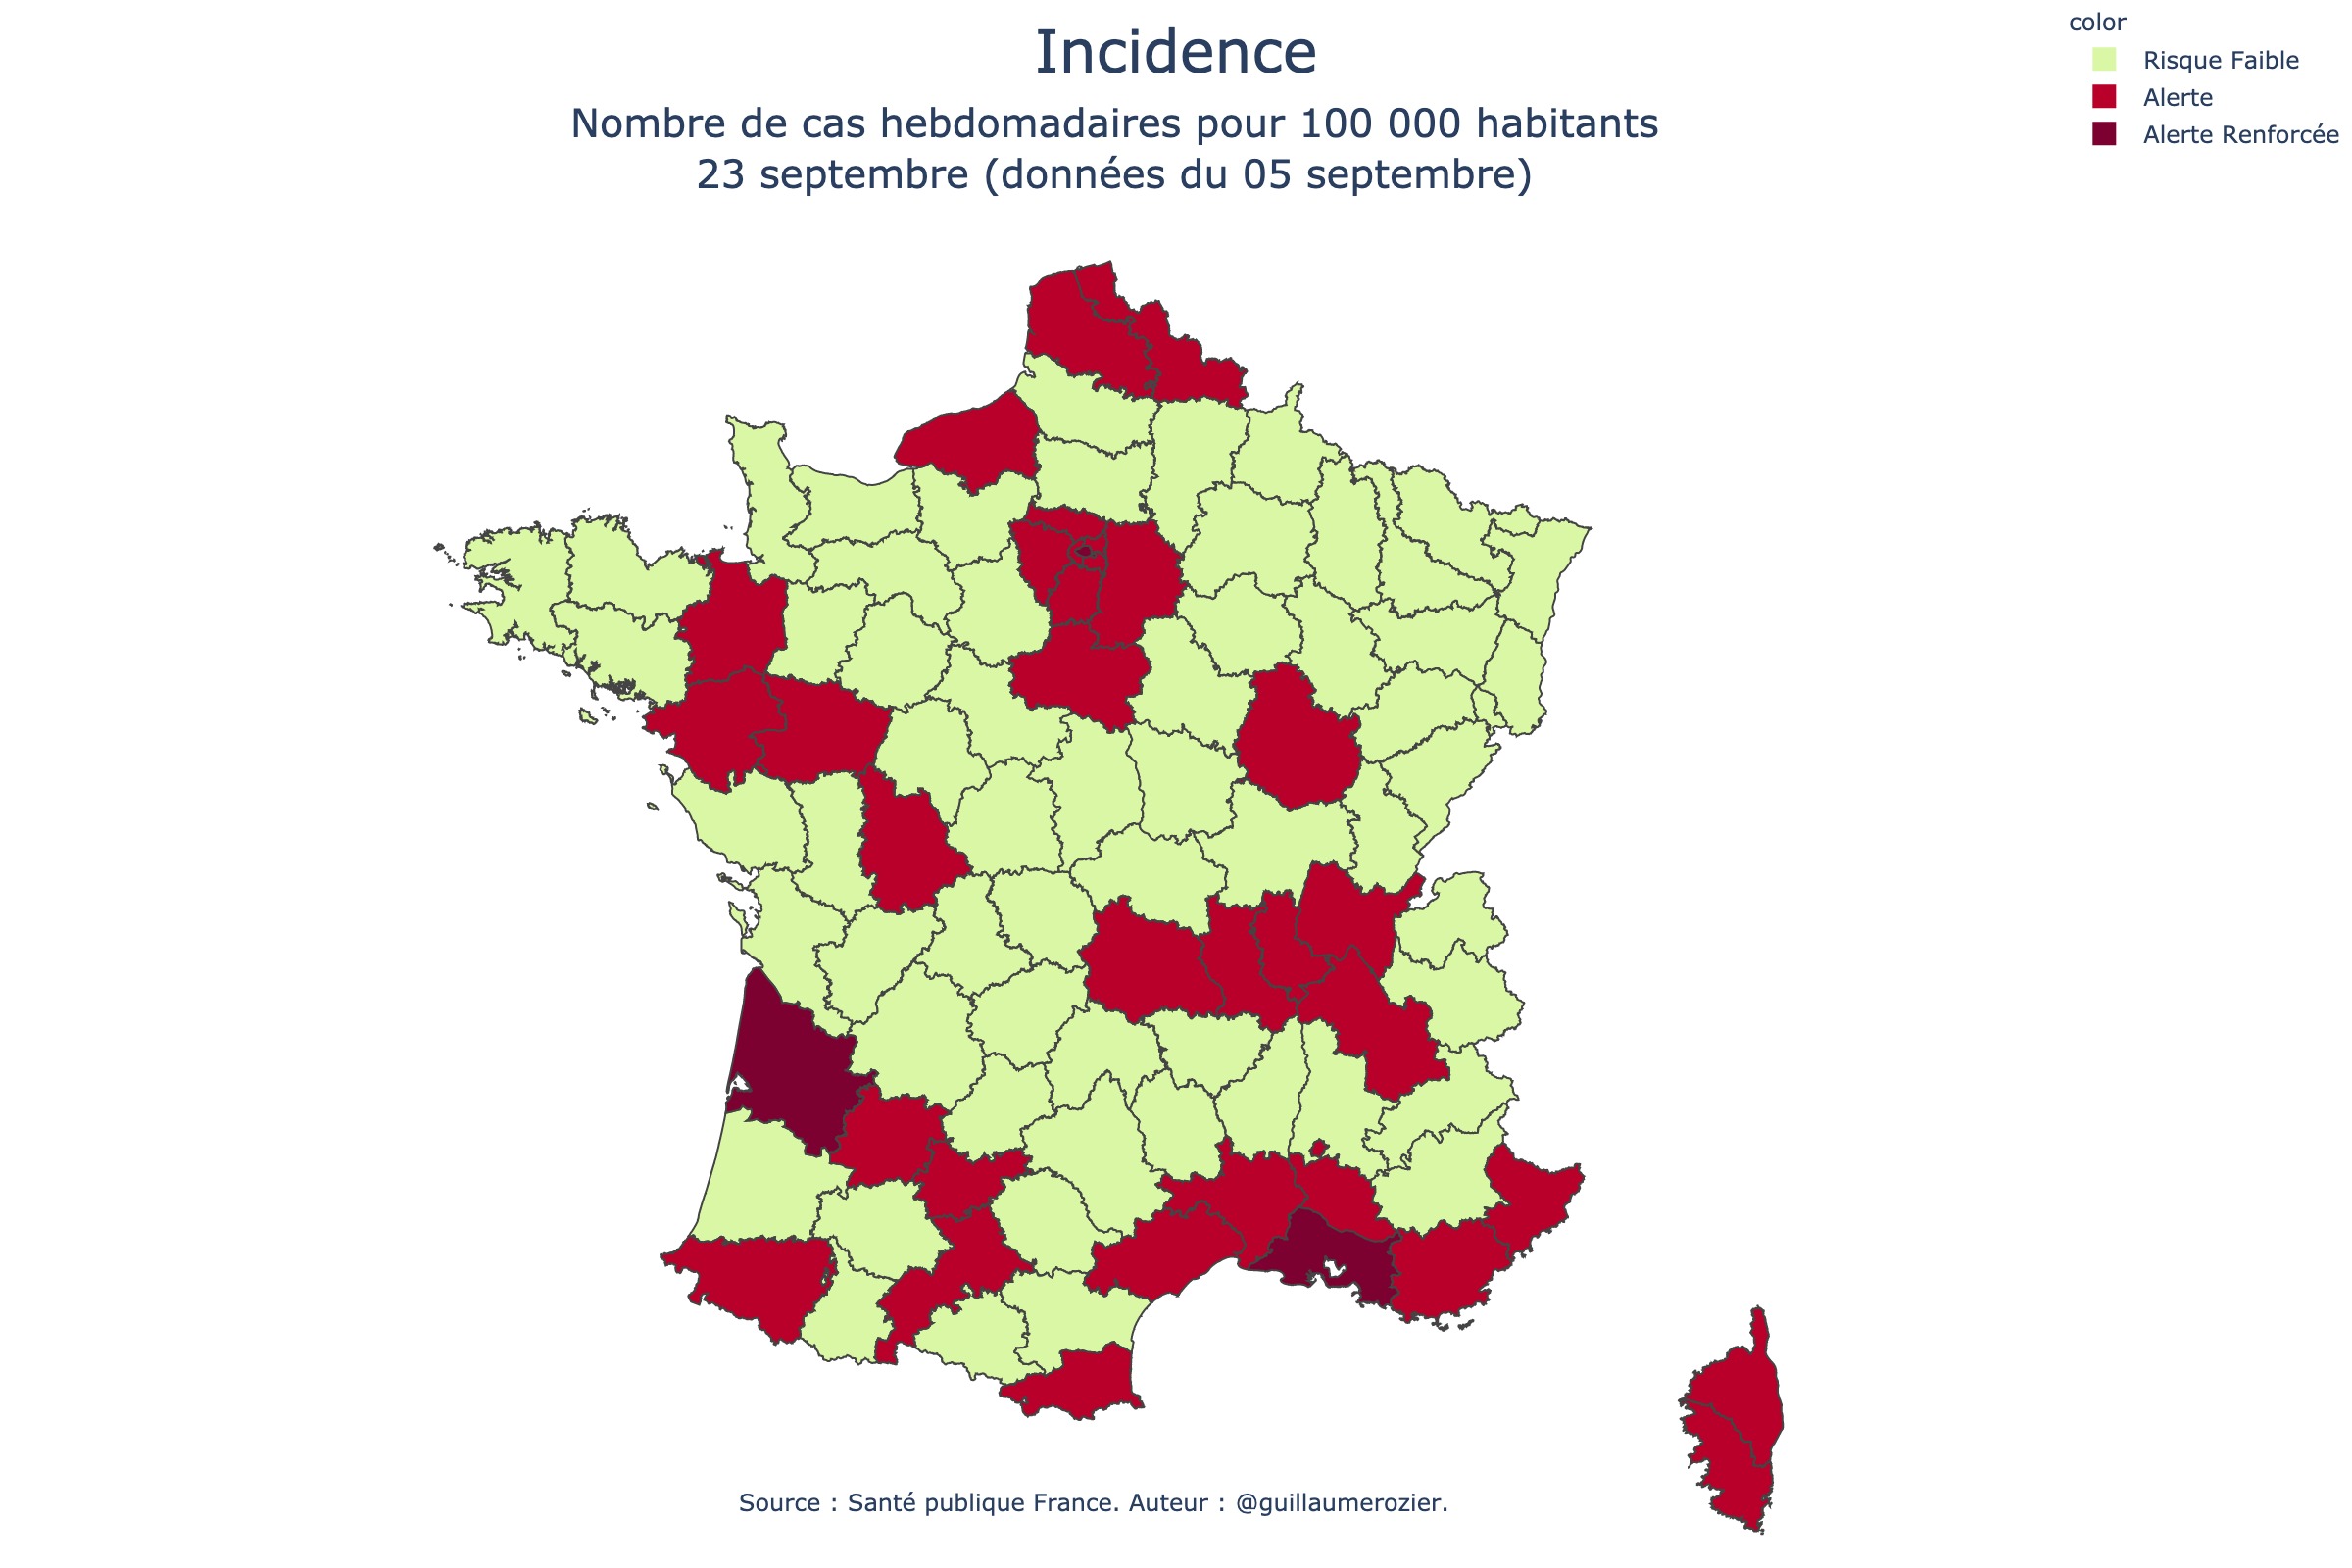 Incidence
Nombre de cas hebdomadaires pour 100 000 habitants
23 septembre (données du 05 septembre)
color
Risque Faible
Alerte
Alerte Renforcée
Source : Santé publique France. Auteur : @guillaumerozier.